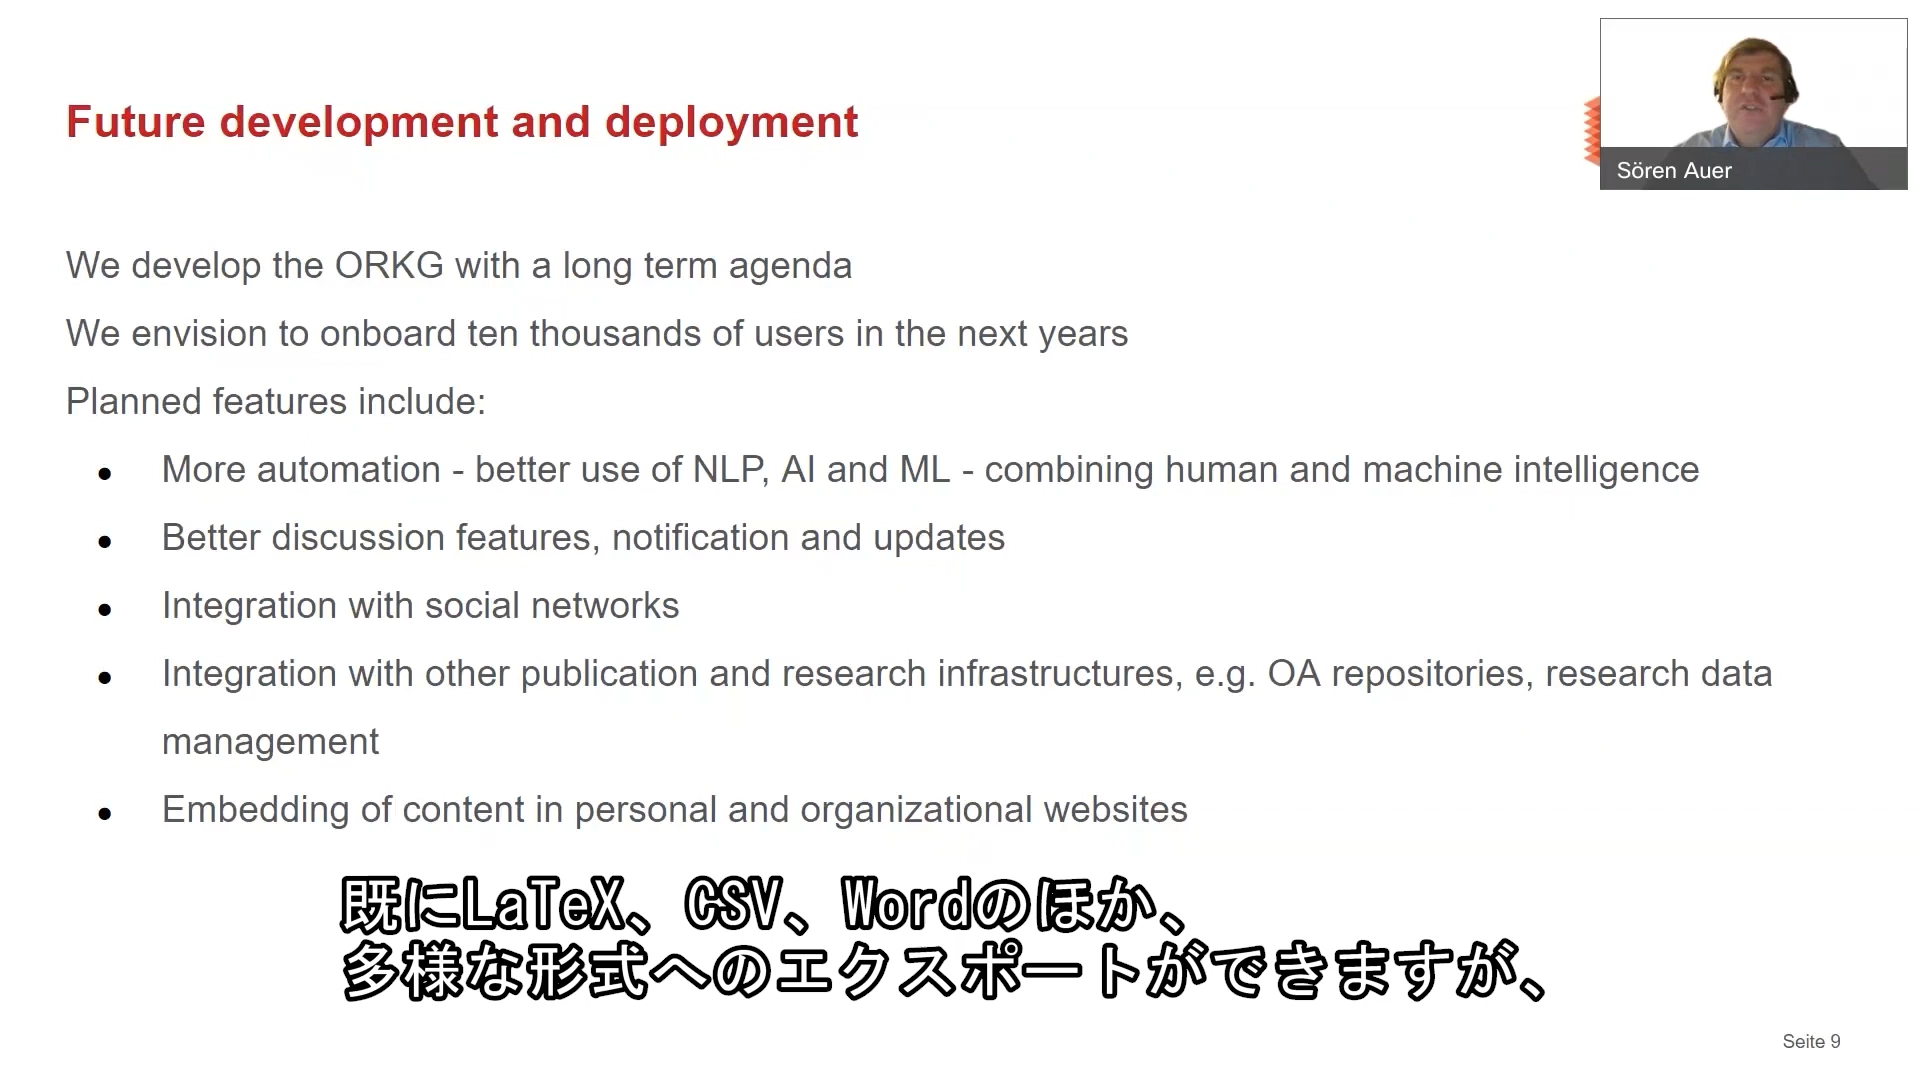 Future development and deployment
Sören Auer
We develop the ORKG with a long term agenda
We envision to onboard ten thousands of users in the next years
Planned features include:
● More automation - better use of NLP, AI and ML - combining human and machine intelligence
● Better discussion features, notification and updates
● Integration with social networks
● Integration with other publication and research infrastructures, e.g. OA repositories, research data
management
● Embedding of content in personal and organizational websites
既にLaTeX、CSV、Wordのほか、
多様な形式へのエクスポートができますが、
Seite 9